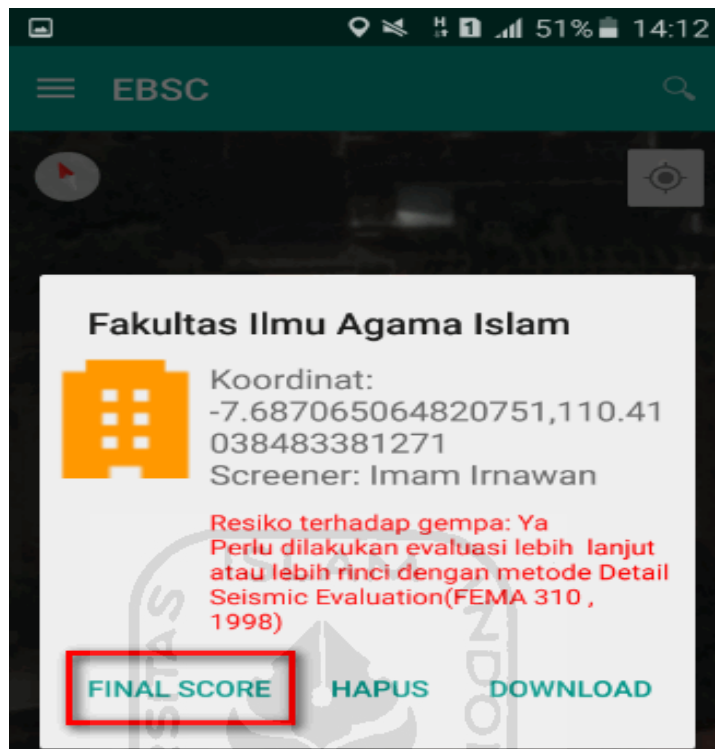 H 1 51% 14:12
EBSC
Fakultas Ilmu Agama Islam
Koordinat:
-7.687065064820751,110.41
038483381271
Screener: Imam Irnawan
Resiko terhadap gempa: Ya
Perlu dilakukan evaluasi lebih lanjut
atau lebih rinci dengan metode Detail
Seismic Evaluation(FEMA 310 ,
1998)
FINAL SCORE HAPUS DOWNLOAD
ISLAM